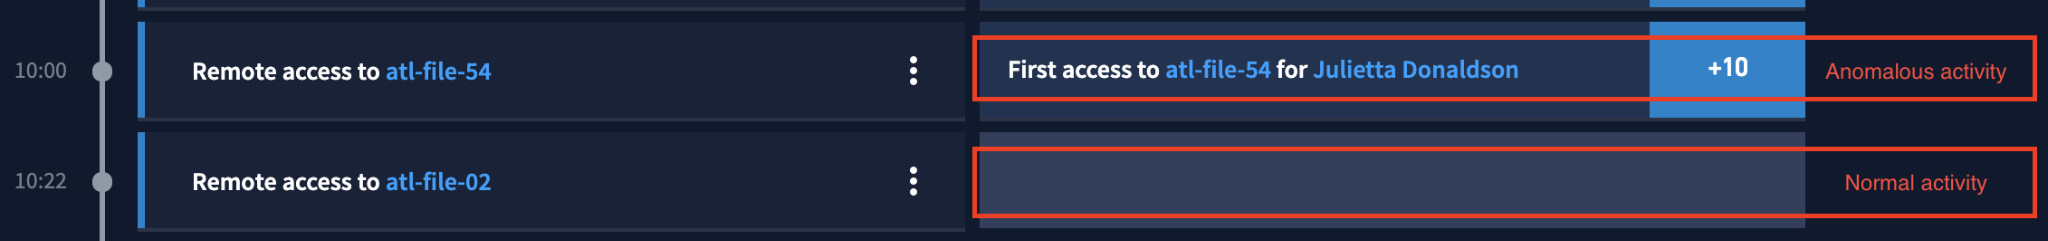 10:00
Remote access to atl-file-54
First access to atl-file-54 for Julietta Donaldson
+10
Anomalous activity
10:22
Remote access to atl-file-02
Normal activity